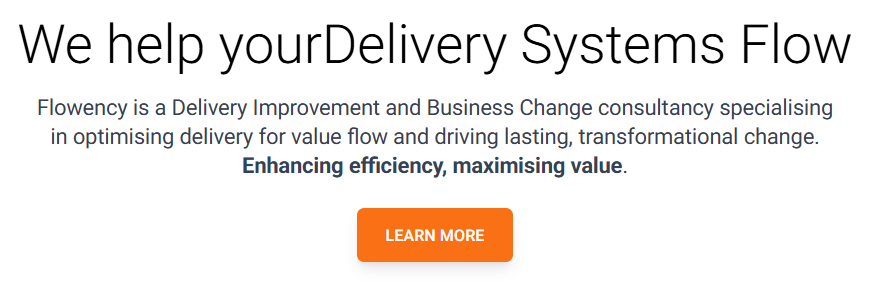 We help yourDelivery Systems Flow
Flowency is a Delivery Improvement and Business Change consultancy specialising
in optimising delivery for value flow and driving lasting, transformational change.
Enhancing efficiency, maximising value.
LEARN MORE